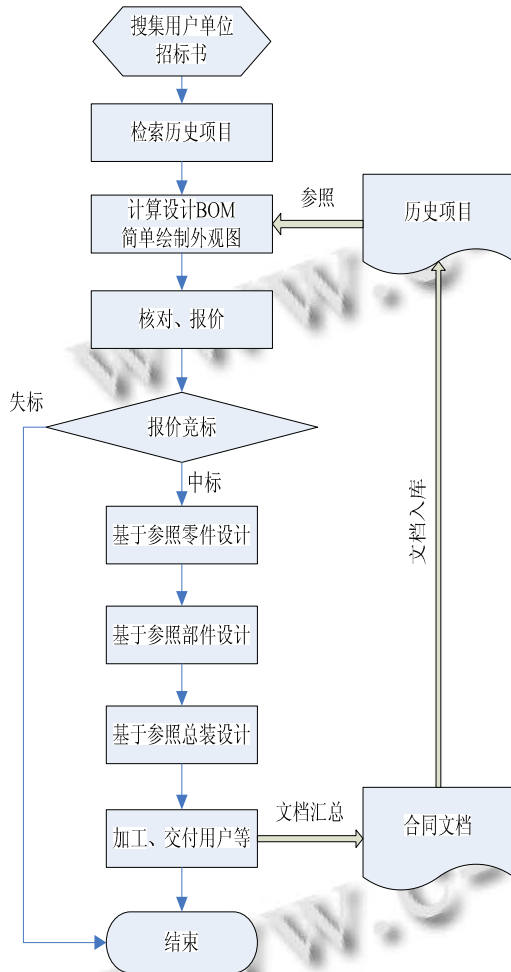 搜集用户单位
招标书
检索历史项目
计算设计BOM
简单绘制外观图
参照
历史项目
核对、报价
失标
报价竞标
中标
基于参照零件设计
文档入库
基于参照部件设计
基于参照总装设计
加工、交付用户等
文档汇总
合同文档
结束